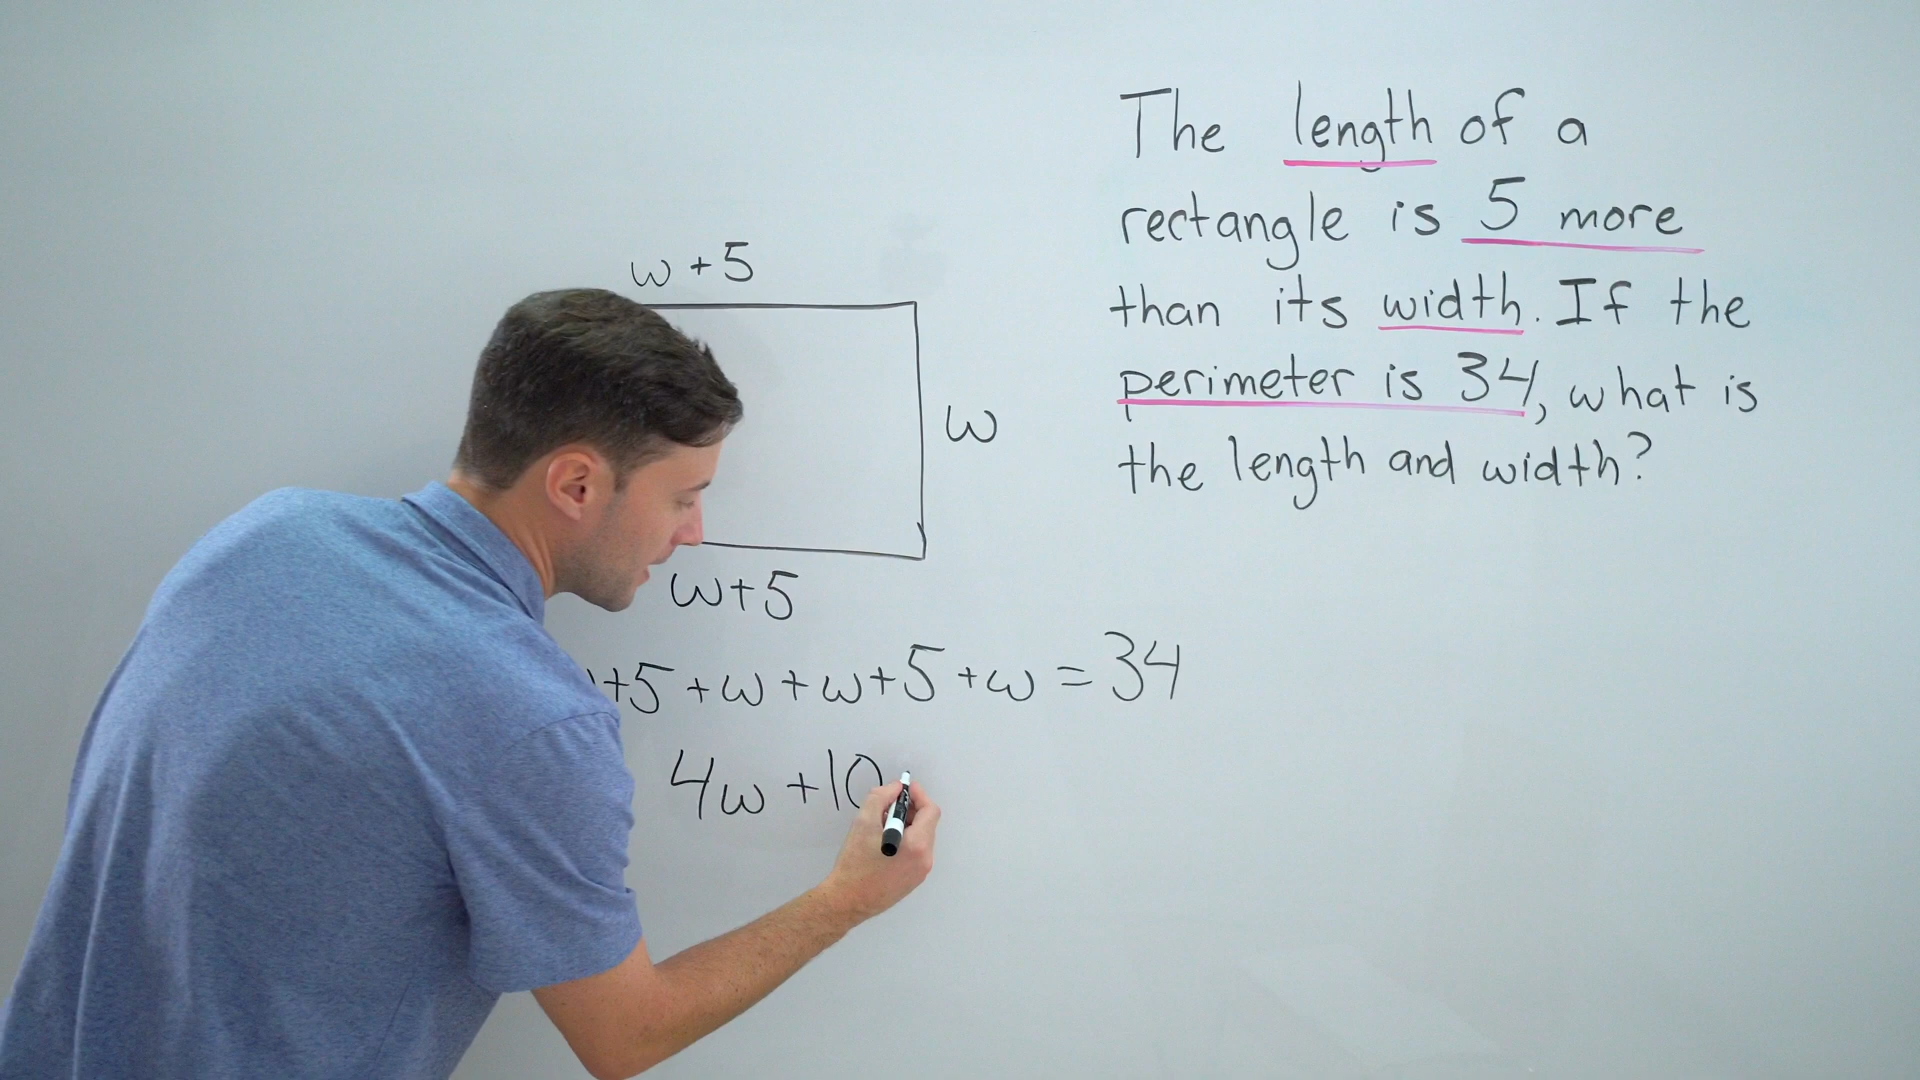 The length of a
rectangle is 5 more
than its width. If the
perimeter is 34, what is
the length and width?
w + 5
w
w+5
+5 + w + w + 5 + w = 34
4w + 10